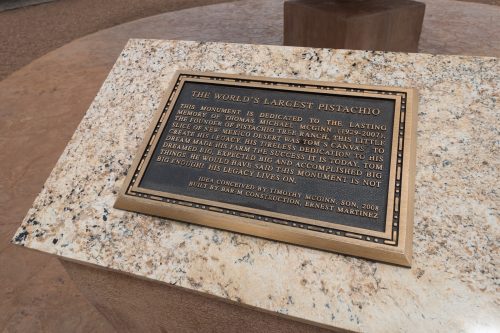 THE WORLD'S LARGEST PISTACHIO
THIS MONUMENT IS DEDICATED TO THE LASTING
MEMORY OF THOMAS MICHAEL MCGINN (1929-2007),
THE FOUNDER OF PISTACHIO TREE RANCH. THIS LITTLE
SLICE OF NEW MEXICO DESERT WAS TOM'S CANVAS. TO
CREATE HIS LEGACY. HIS TIRELESS DEDICATION TO HIS
DREAM MADE HIS FARM THE SUCCESS IT IS TODAY. TOM
DREAMED BIG, EXPECTED BIG AND ACCOMPLISHED BIG
THINGS. HE WOULD HAVE SAID THIS MONUMENT IS NOT
BIG ENOUGH! HIS LEGACY LIVES ON.
IDEA CONCEIVED BY TIMOTHY MCGINN, SON, 2008
BUILT BY BAR M CONSTRUCTION, ERNEST MARTINEZ